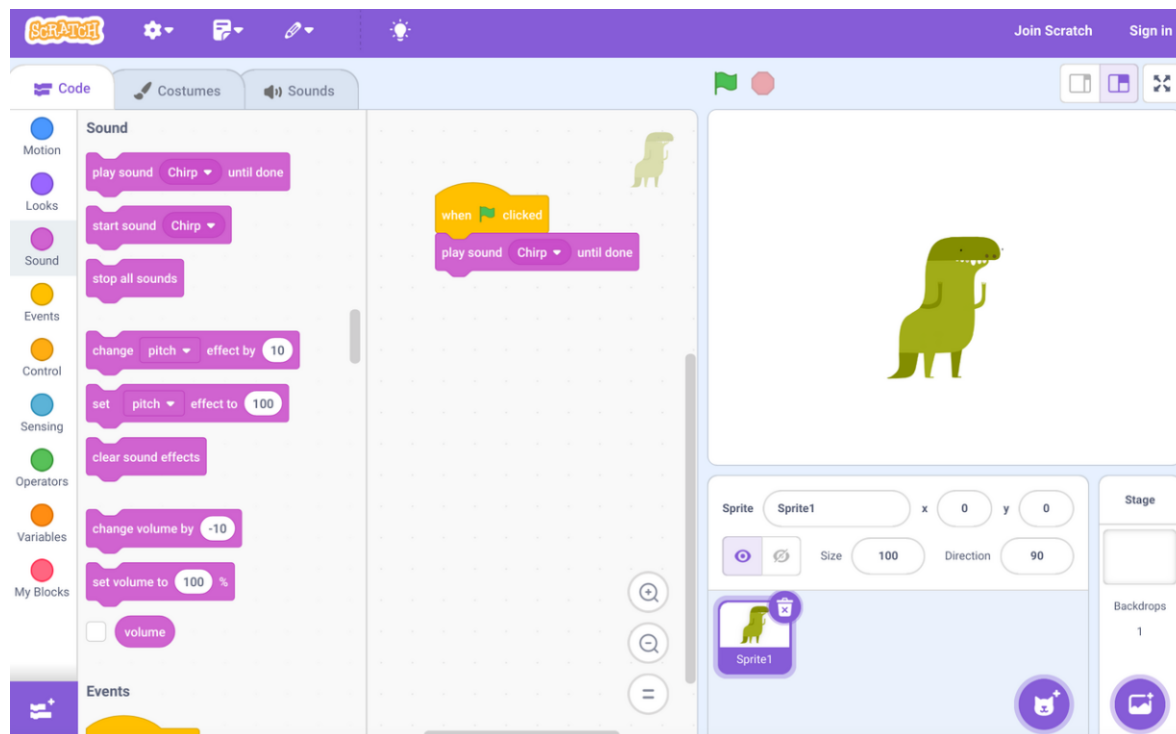 SCRATCH
Join Scratch
Sign in
Code
Costumes
Sounds
Motion
Looks
Sound
Events
Control
Sensing
Operators
Variables
My Blocks
Sound
play sound Chirp until done
start sound Chirp
stop all sounds
change pitch effect by 10
set pitch effect to 100
clear sound effects
change volume by -10
set volume to 100 %
volume
Events
when clicked
play sound Chirp until done
Sprite Sprite1 x 0 y 0
Size 100 Direction 90
Sprite1
Stage
Backdrops
1